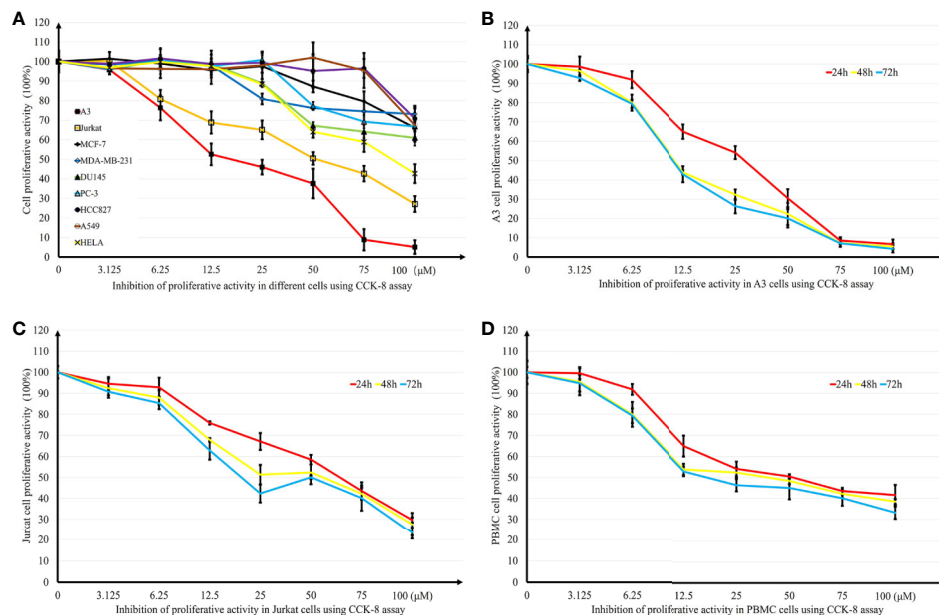 A
120
110
100
90
80
70
60
50
40
30
20
10
0
Cell proliferative activity (100%)
A3
Jurkat
MCF-7
MDA-MB-231
DU145
PC-3
HCC827
A549
HELA
0 3.125 6.25 12.5 25 50 75 100 (μM)
Inhibition of proliferative activity in different cells using CCK-8 assay
B
120
110
100
90
80
70
60
50
40
30
20
10
0
A3 cell proliferative activity (100%)
24h 48h 72h
0 3.125 6.25 12.5 25 50 75 100 (μM)
Inhibition of proliferative activity in A3 cells using CCK-8 assay
C
120
110
100
90
80
70
60
50
40
30
20
10
0
Jurcat cell proliferative activity (100%)
24h 48h 72h
0 3.125 6.25 12.5 25 50 75 100 (μM)
Inhibition of proliferative activity in Jurkat cells using CCK-8 assay
D
120
110
100
90
80
70
60
50
40
30
20
10
0
PBMC cell proliferative activity (100%)
24h 48h 72h
0 3.125 6.25 12.5 25 50 75 100 (μM)
Inhibition of proliferative activity in PBMC cells using CCK-8 assay